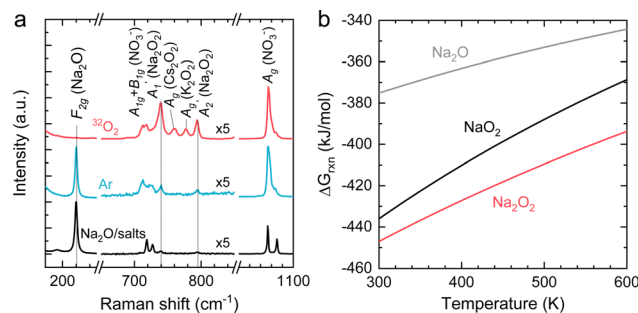 a
Intensity (a.u.)
F2g (Na2O)
A1g+B1g (NO3-)
A1 (Na2O2)
Ag (Cs2O2)
Ag (K2O2)
Ag, A2 (Na2O2)
Ag (NO3-)
32O2
x5
x5
Ar
x5
Na2O/salts
x5
200 700 800 1100
Raman shift (cm-1)
b
ΔGrxn (kJ/mol)
-340
-360
-380
-400
-420
-440
-460
Na2O
NaO2
Na2O2
300 400 500 600
Temperature (K)